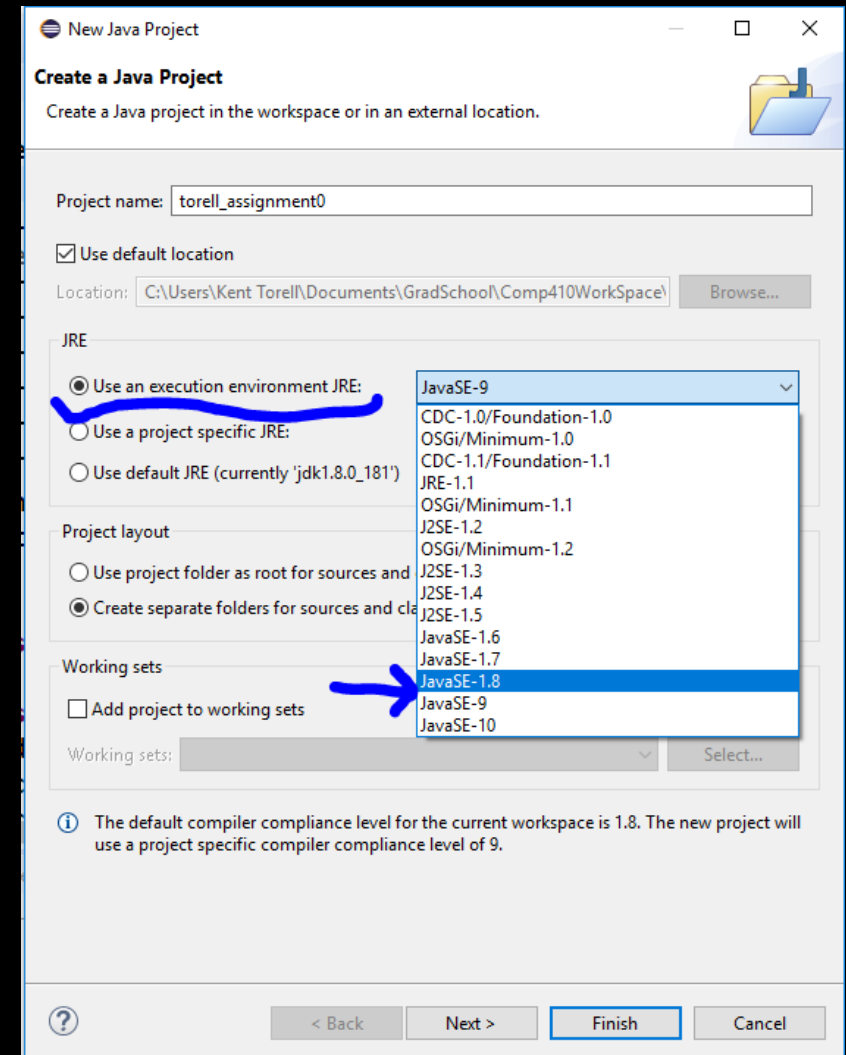 New Java Project
Create a Java Project
Create a Java project in the workspace or in an external location.
Project name: torell_assignment0
Use default location
Location: C:\Users\Kent Torell\Documents\GradSchool\Comp410WorkSpace\ Browse...
JRE
Use an execution environment JRE: JavaSE-9
CDC-1.0/Foundation-1.0
Use a project specific JRE:
OSGi/Minimum-1.0
CDC-1.1/Foundation-1.1
Use default JRE (currently 'jdk1.8.0_181')
JRE-1.1
OSGi/Minimum-1.1
J2SE-1.2
Project layout
OSGi/Minimum-1.2
Use project folder as root for sources and
J2SE-1.3
J2SE-1.4
Create separate folders for sources and cla
J2SE-1.5
JavaSE-1.6
JavaSE-1.7
Working sets
JavaSE-1.8
Add project to working sets
JavaSE-9
JavaSE-10
Working sets: Select...
The default compiler compliance level for the current workspace is 1.8. The new project will
use a project specific compiler compliance level of 9.
? < Back Next > Finish Cancel